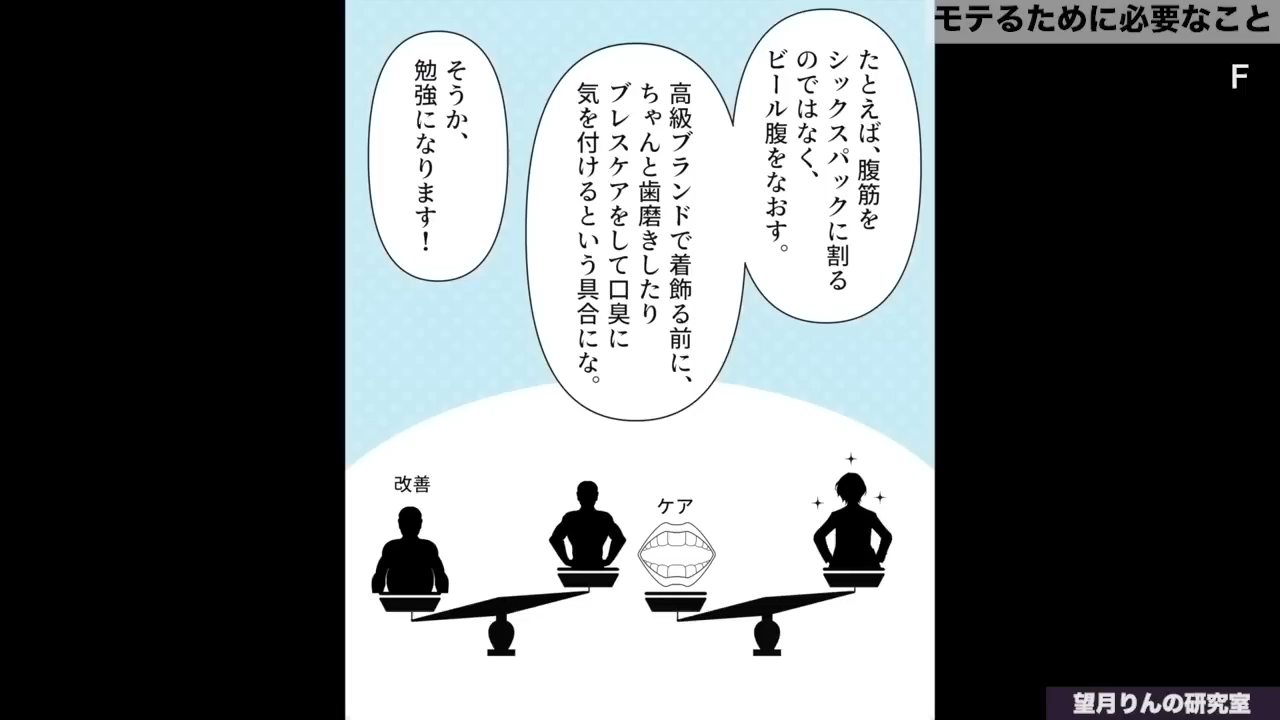 モテるために必要なこと
F
たとえば、腹筋を
シックスパックに割る
のではなく、
ビール腹をなおす。
高級ブランドで着飾る前に、
ちゃんと歯磨きしたり
ブレスケアをして口臭に
気を付けるという具合にな。
そうか、
勉強になります！
改善
ケア
望月りんの研究室